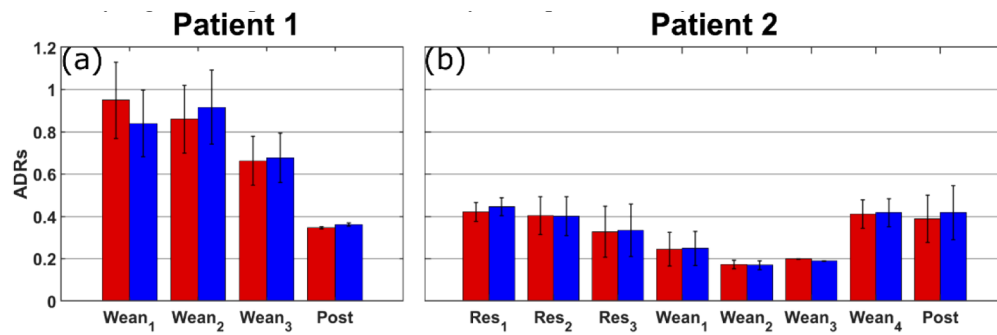 Patient 1 Patient 2
(a) (b)
1.2
1
0.8
0.6
0.4
0.2
0
ADRs
Wean1 Wean2 Wean3 Post Res1 Res2 Res3 Wean1 Wean2 Wean3 Wean4 Post